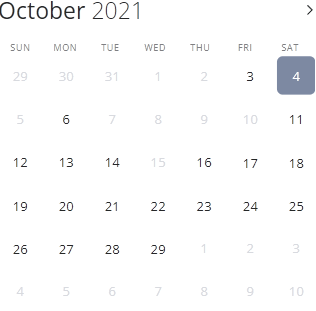 October 2021
SUN MON TUE WED THU FRI SAT
29 30 31 1 2 3 4
5 6 7 8 9 10 11
12 13 14 15 16 17 18
19 20 21 22 23 24 25
26 27 28 29 1 2 3
4 5 6 7 8 9 10